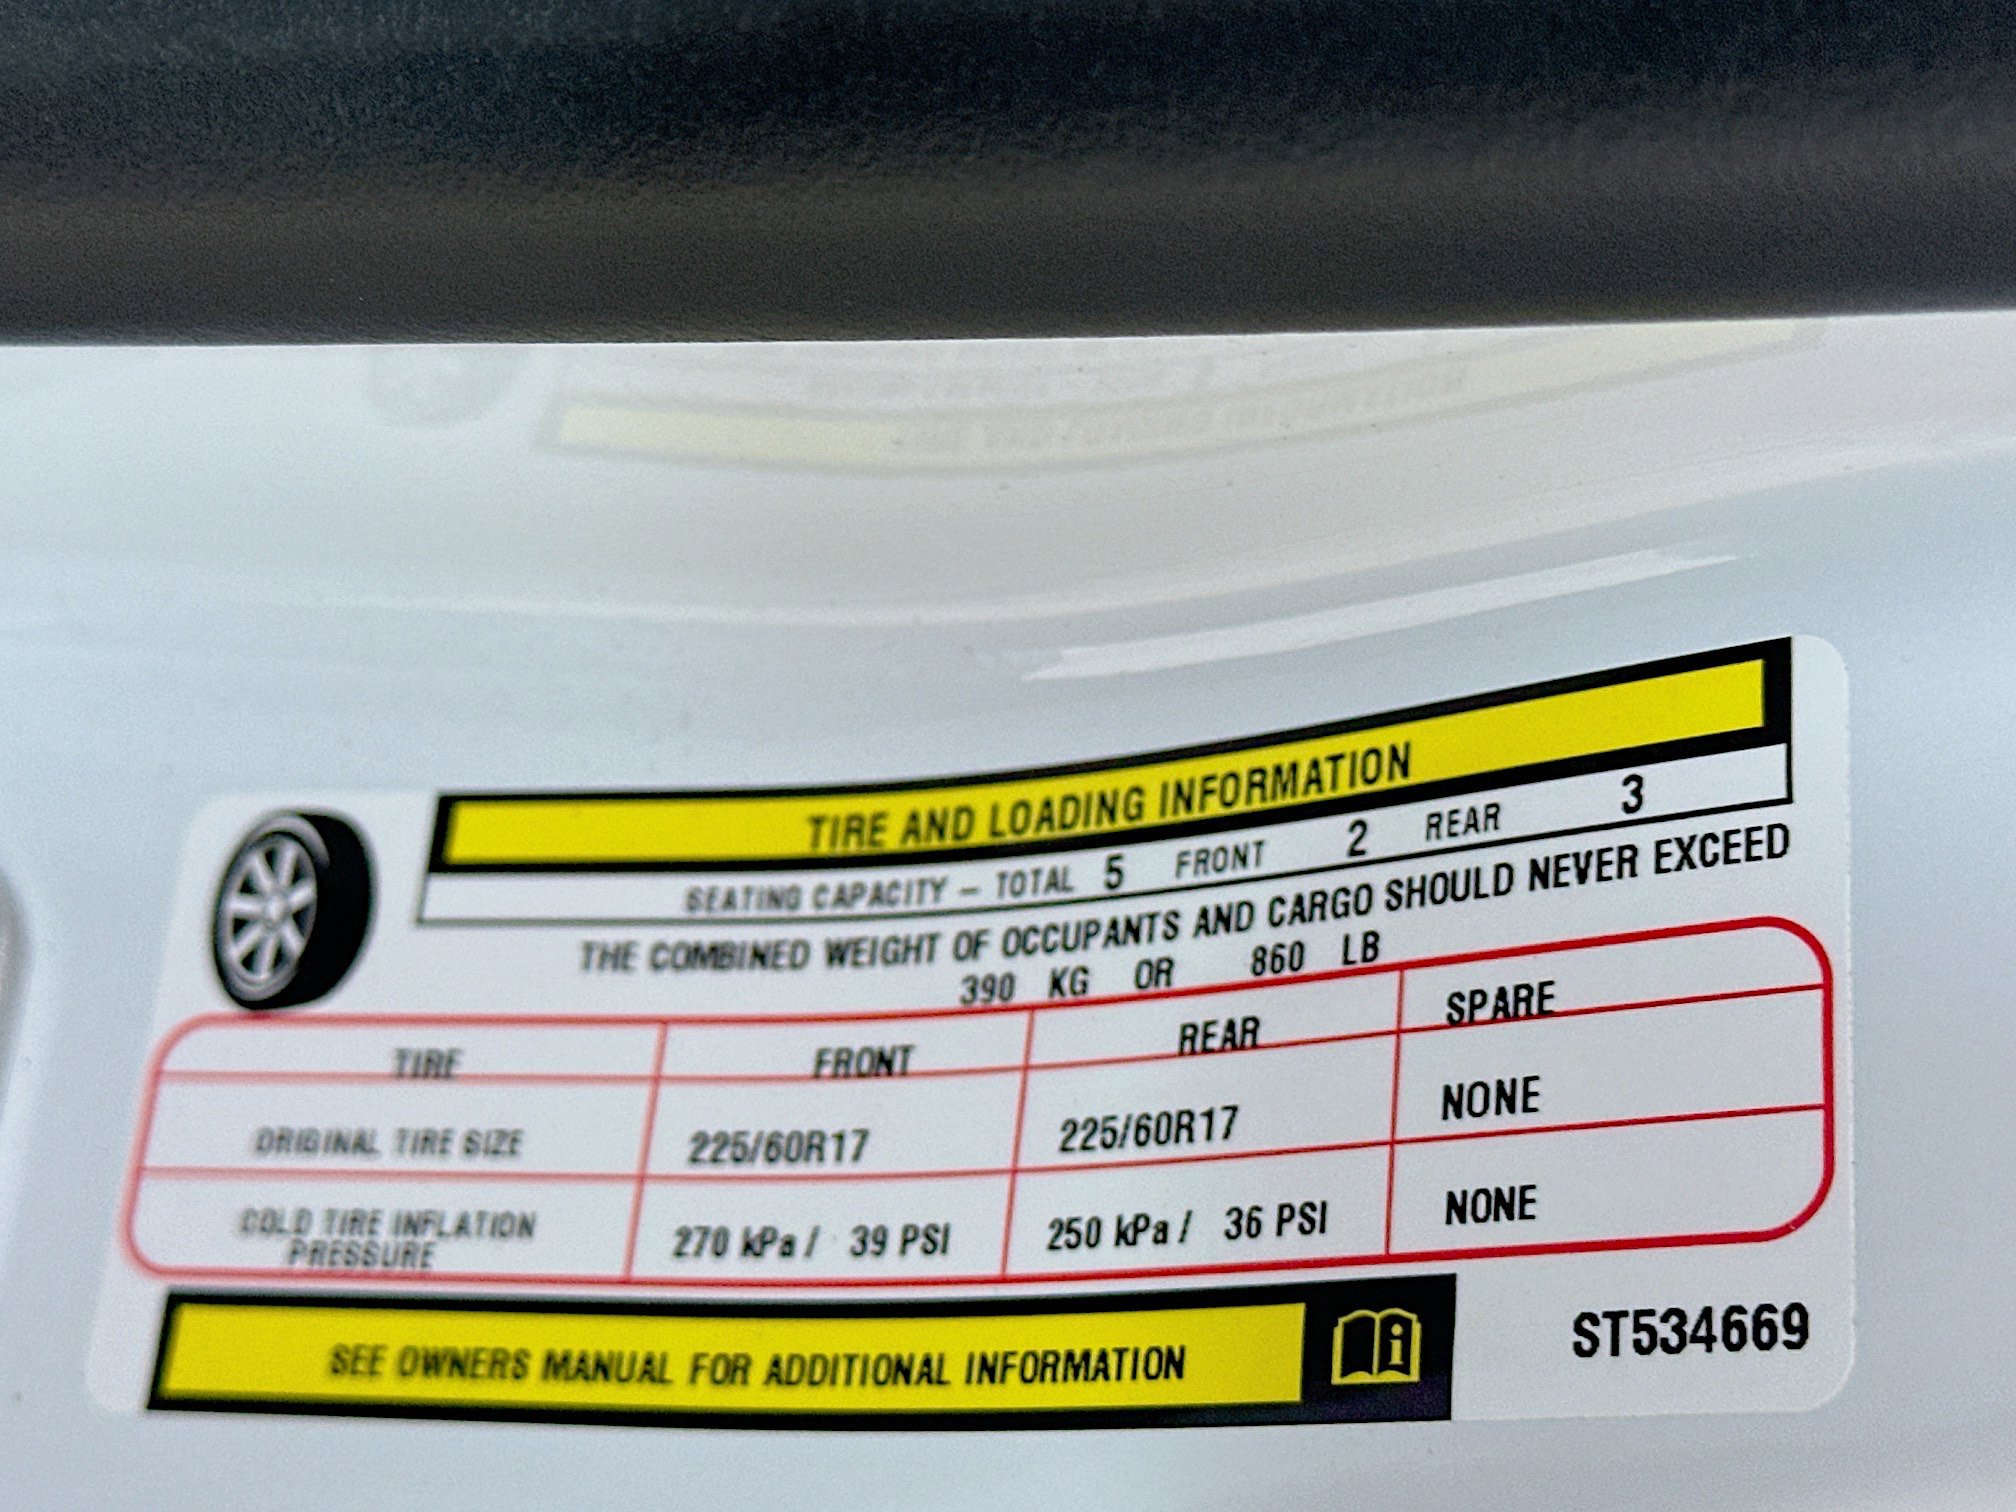 TIRE AND LOADING INFORMATION
SEATING CAPACITY – TOTAL 5 FRONT 2 REAR 3
THE COMBINED WEIGHT OF OCCUPANTS AND CARGO SHOULD NEVER EXCEED
390 KG OR 860 LB
TIRE FRONT REAR SPARE
ORIGINAL TIRE SIZE 225/60R17 225/60R17 NONE
COLD TIRE INFLATION PRESSURE 270 kPa / 39 PSI 250 kPa / 36 PSI NONE
SEE OWNERS MANUAL FOR ADDITIONAL INFORMATION i
ST534669